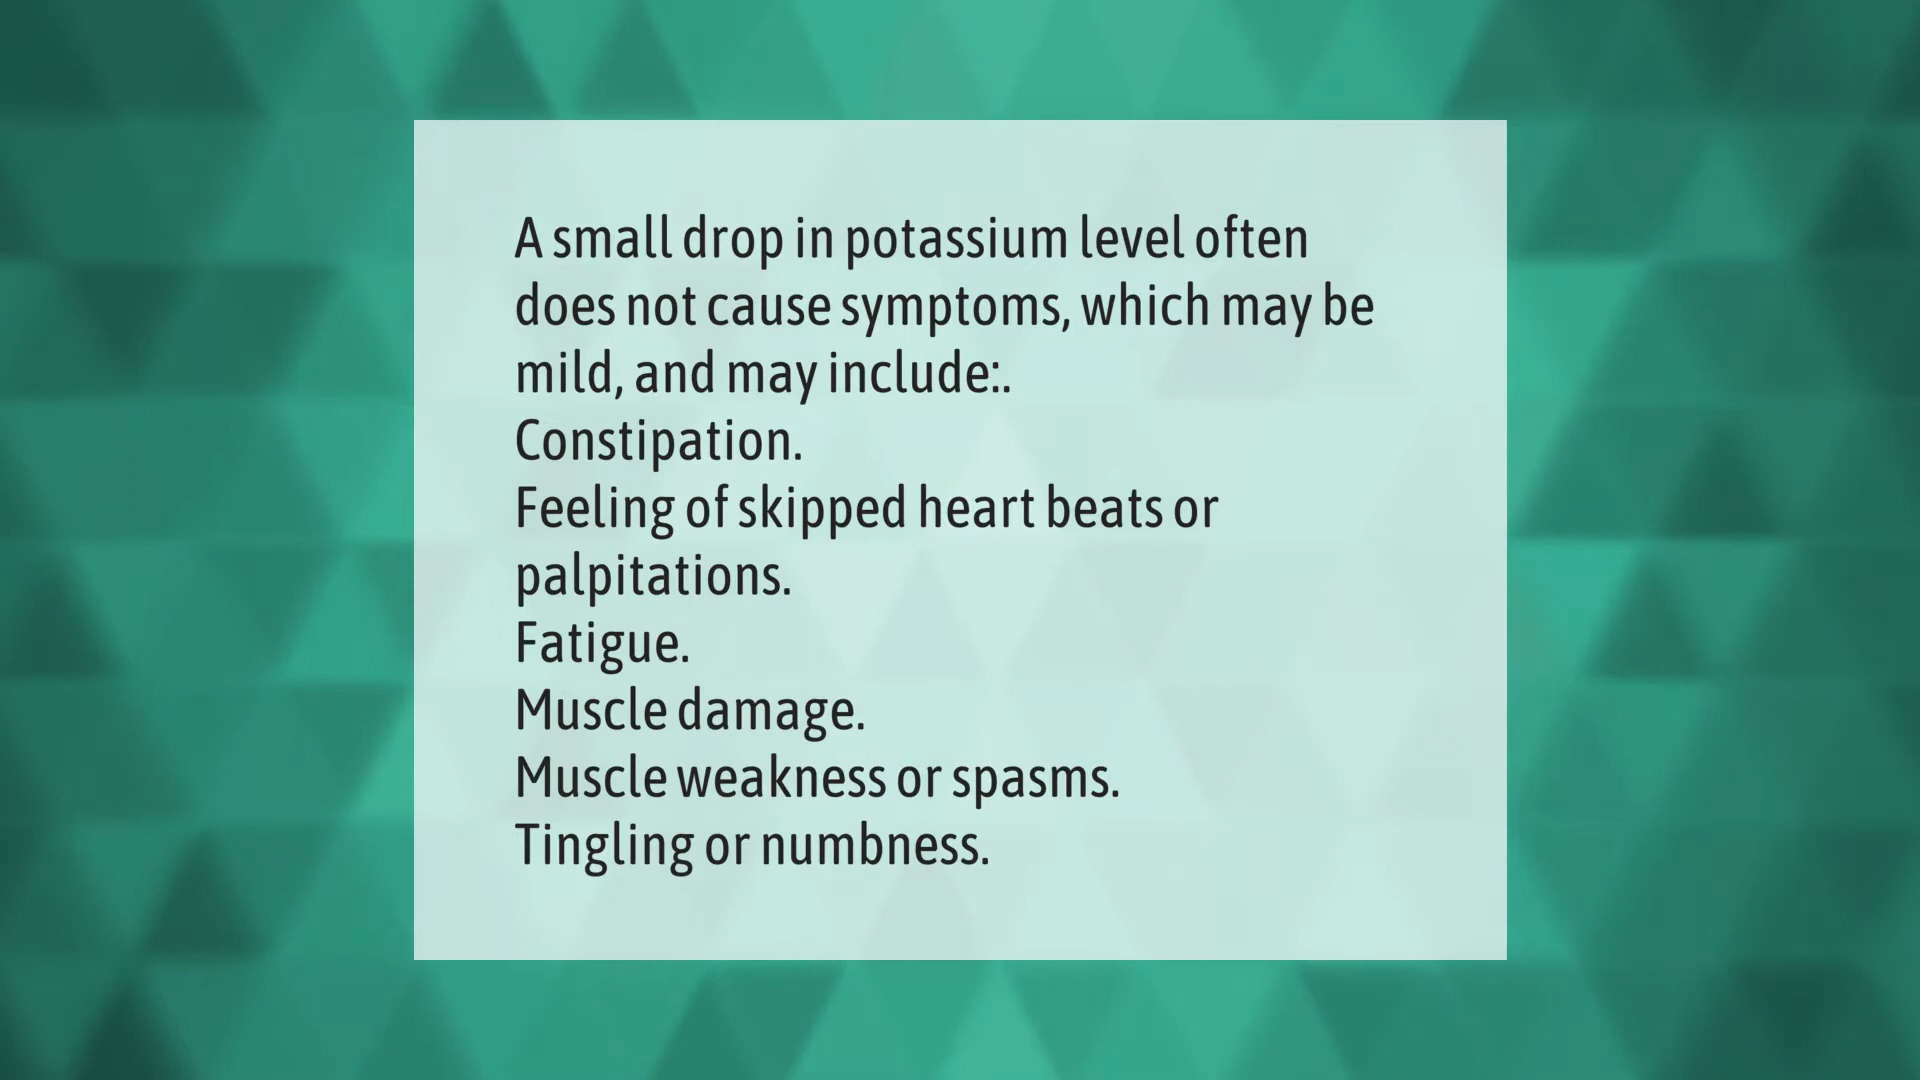 A small drop in potassium level often
does not cause symptoms, which may be
mild, and may include:.
Constipation.
Feeling of skipped heart beats or
palpitations.
Fatigue.
Muscle damage.
Muscle weakness or spasms.
Tingling or numbness.